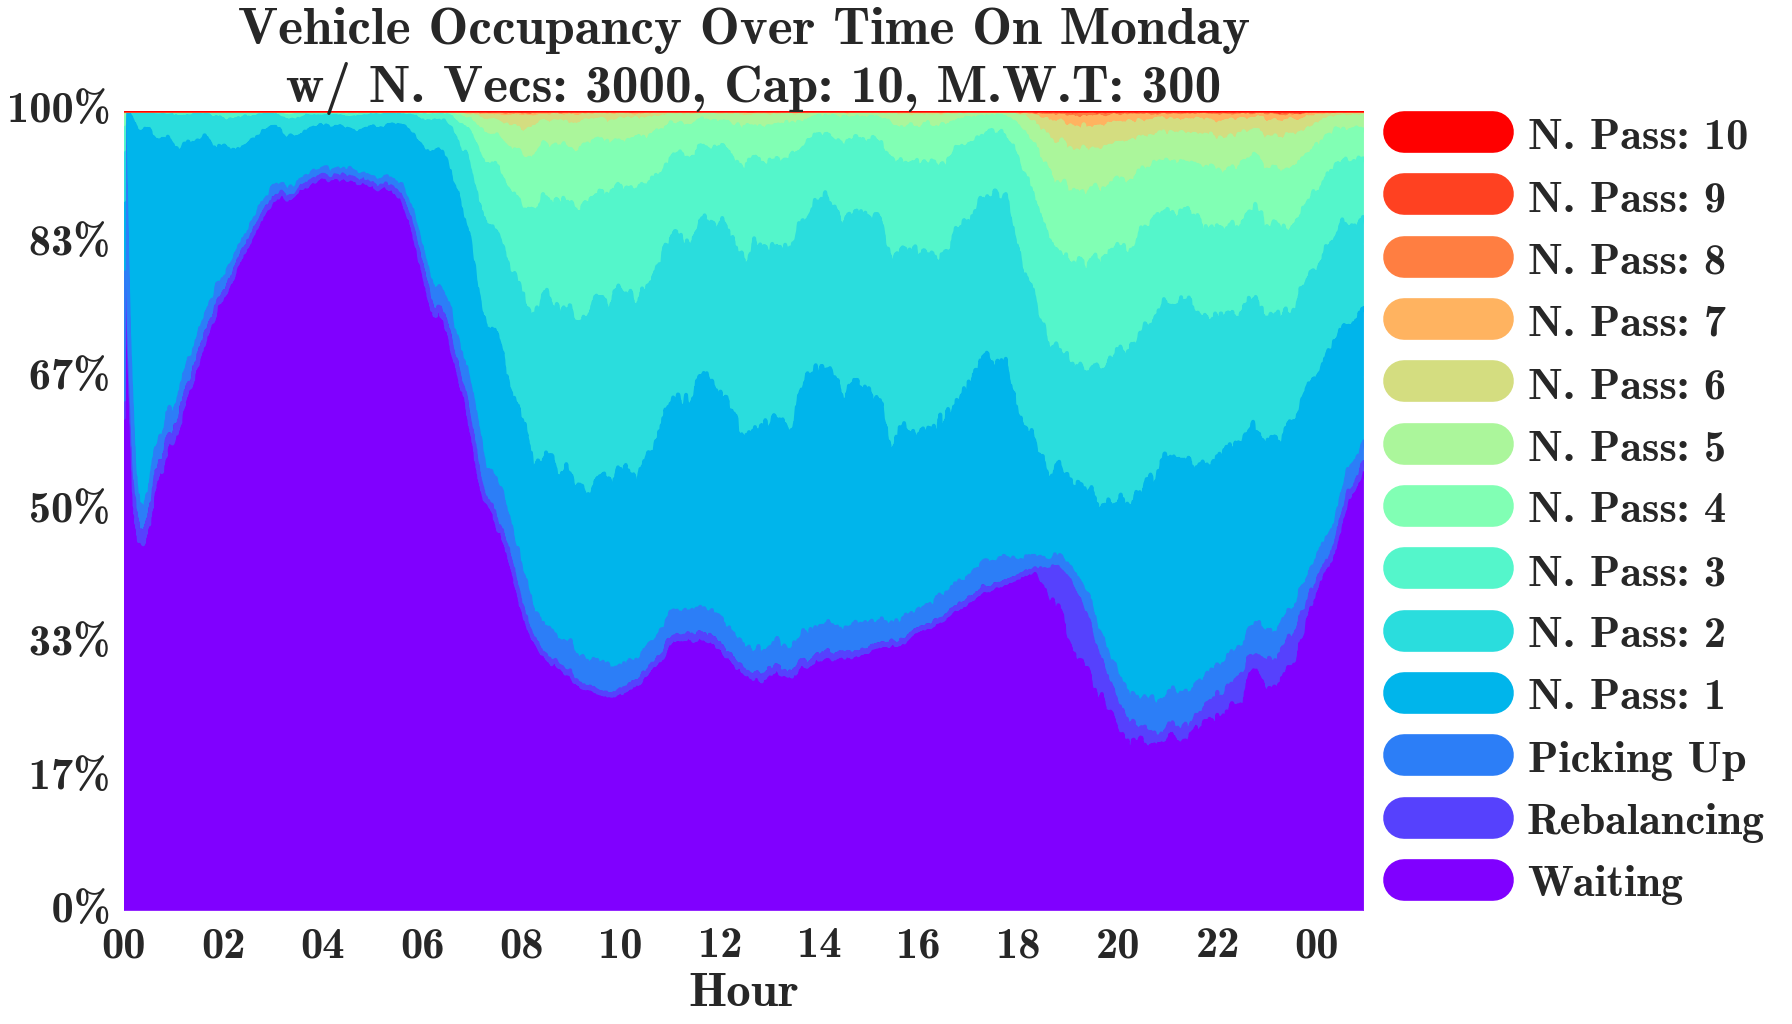 Vehicle Occupancy Over Time On Monday
w/ N. Vecs: 3000, Cap: 10, M.W.T: 300
100%
83%
67%
50%
33%
17%
0%
00 02 04 06 08 10 12 14 16 18 20 22 00
Hour
N. Pass: 10
N. Pass: 9
N. Pass: 8
N. Pass: 7
N. Pass: 6
N. Pass: 5
N. Pass: 4
N. Pass: 3
N. Pass: 2
N. Pass: 1
Picking Up
Rebalancing
Waiting